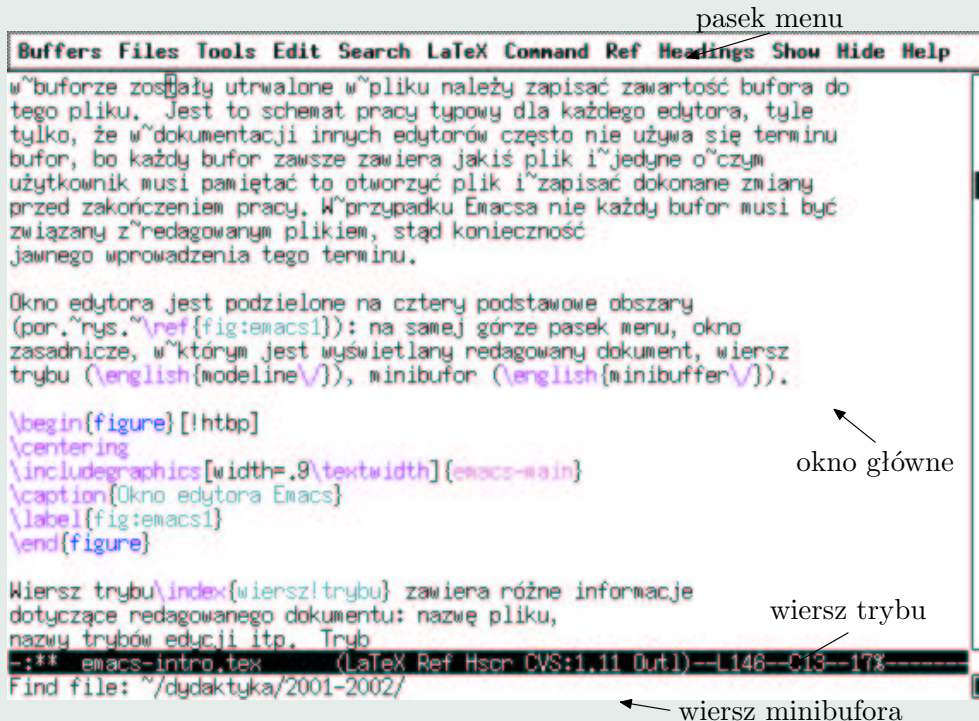 pasek menu
Buffers Files Tools Edit Search LaTeX Command Ref Headings Show Hide Help
w~buforze zostały utrwalone w~pliku należy zapisać zawartość bufora do
tego pliku.  Jest to schemat pracy typowy dla każdego edytora, tyle
tylko, że w~dokumentacji innych edytorów często nie używa się terminu
bufor, bo każdy bufor zawsze zawiera jakiś plik i~jedyne o~czym
użytkownik musi pamiętać to otworzyć plik i~zapisać dokonane zmiany
przed zakończeniem pracy. W~przypadku Emacsa nie każdy bufor musi być
związany z~redagowanym plikiem, stąd konieczność
jawnego wprowadzenia tego terminu.
Okno edytora jest podzielone na cztery podstawowe obszary
(por.~rys.~\ref{fig:emacs1}): na samej górze pasek menu, okno
zasadnicze, w~którym jest wyświetlany redagowany dokument, wiersz
trybu (\english{modeline\/}), minibufor (\english{minibuffer\/}).
\begin{figure}[!htbp]
\centering
\includegraphics[width=.9\textwidth]{emacs-main}
okno główne
\caption{Okno edytora Emacs}
\label{fig:emacs1}
\end{figure}
Wiersz trybu\index{wiersz!trybu} zawiera różne informacje
dotyczące redagowanego dokumentu: nazwę pliku,
wiersz trybu
nazwy trybów edycji itp.  Tryb
-:**  emacs-intro.tex      (LaTeX Ref Hscr CVS:1.11 Outl)--L146--C13--17%-------
Find file: ~/dydaktyka/2001-2002/
wiersz minibufora